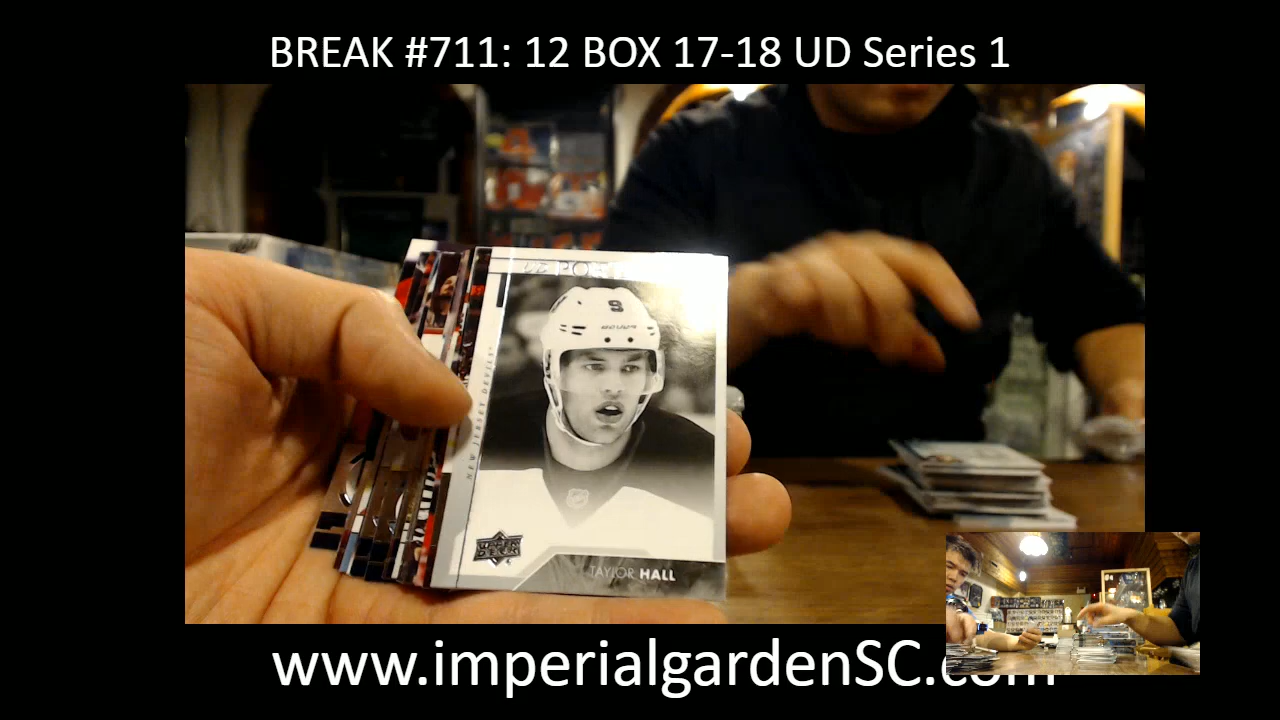 BREAK #711: 12 BOX 17-18 UD Series 1
9
NEW JERSEY DEVILS
UPPER DECK
TAYLOR HALL
www.imperialgardenSC.com